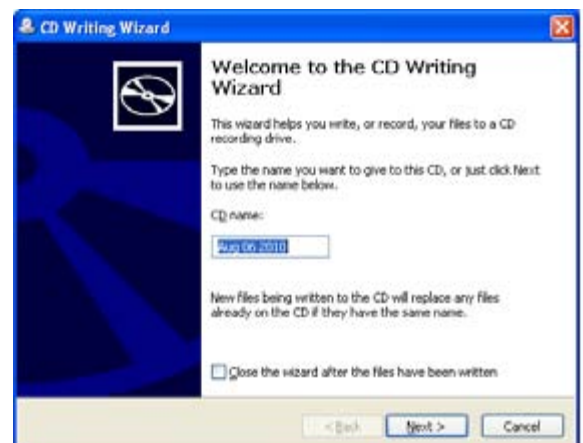 CD Writing Wizard
Welcome to the CD Writing
Wizard
This wizard helps you write, or record, your files to a CD
recording drive.
Type the name you want to give to this CD, or just click Next
to use the name below.
CD name:
Aug 06 2010
New files being written to the CD will replace any files
already on the CD if they have the same name.
Close the wizard after the files have been written
< Back
Next >
Cancel